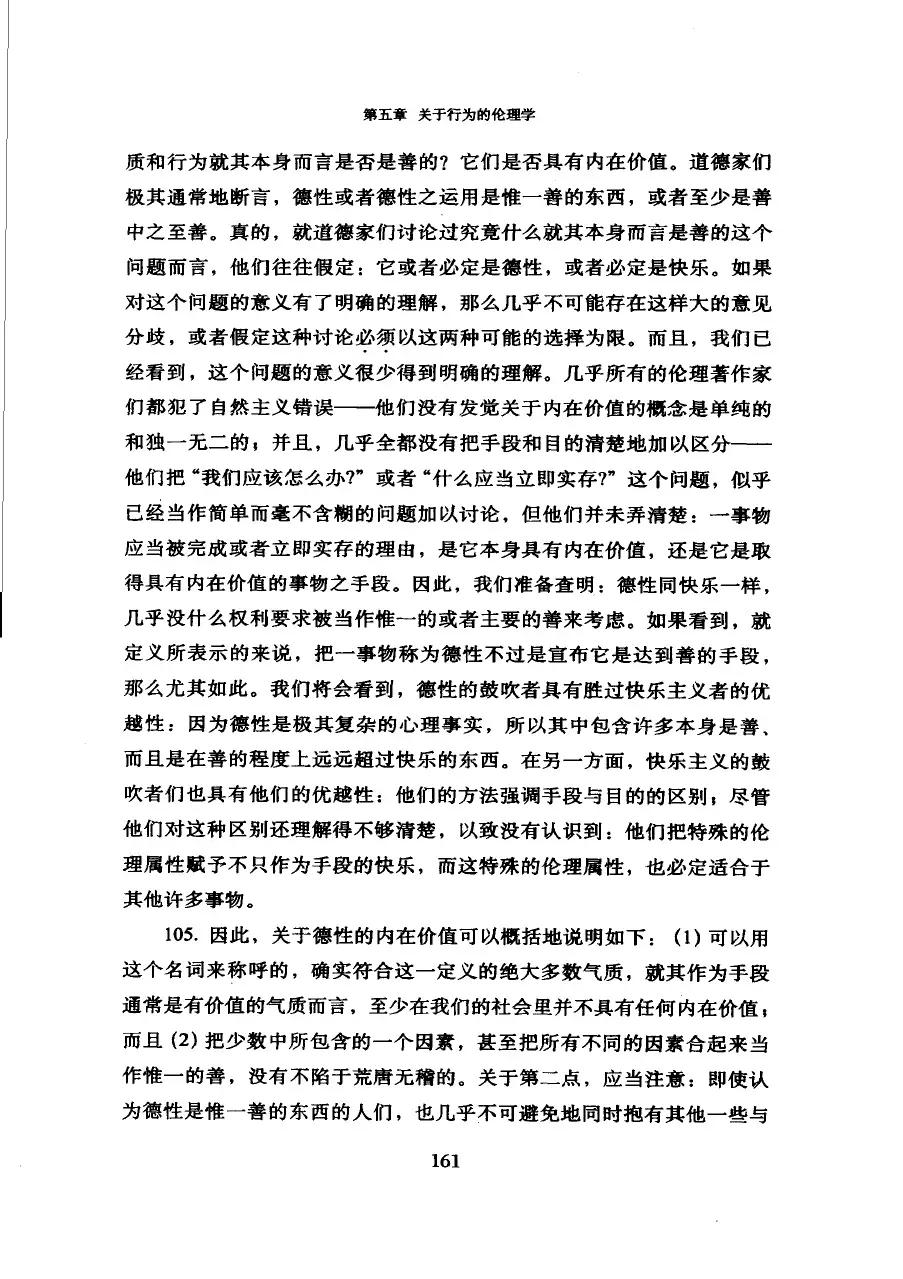 第五章 关于行为的伦理学
质和行为就其本身而言是否是善的？它们是否具有内在价值。道德家们
极其通常地断言，德性或者德性之运用是惟一善的东西，或者至少是善
中之至善。真的，就道德家们讨论过究竟什么就其本身而言是善的这个
问题而言，他们往往假定：它或者必定是德性，或者必定是快乐。如果
对这个问题的意义有了明确的理解，那么几乎不可能存在这样大的意见
分歧，或者假定这种讨论必须以这两种可能的选择为限。而且，我们已
经看到，这个问题的意义很少得到明确的理解。几乎所有的伦理著作家
们都犯了自然主义错误——他们没有发觉关于内在价值的概念是单纯的
和独一无二的；并且，几乎全都没有把手段和目的清楚地加以区分——
他们把“我们应该怎么办？”或者“什么应当立即实存？”这个问题，似乎
已经当作简单而毫不含糊的问题加以讨论，但他们并未弄清楚：一事物
应当被完成或者立即实存的理由，是它本身具有内在价值，还是它是取
得具有内在价值的事物之手段。因此，我们准备查明：德性同快乐一样，
几乎没什么权利要求被当作惟一的或者主要的善来考虑。如果看到，就
定义所表示的来说，把一事物称为德性不过是宣布它是达到善的手段，
那么尤其如此。我们将会看到，德性的鼓吹者具有胜过快乐主义者的优
越性：因为德性是极其复杂的心理事实，所以其中包含许多本身是善、
而且是在善的程度上远远超过快乐的东西。在另一方面，快乐主义的鼓
吹者们也具有他们的优越性：他们的方法强调手段与目的的区别；尽管
他们对这种区别还理解得不够清楚，以致没有认识到：他们把特殊的伦
理属性赋予不只作为手段的快乐，而这特殊的伦理属性，也必定适合于
其他许多事物。
105. 因此，关于德性的内在价值可以概括地说明如下：(1) 可以用
这个名词来称呼的，确实符合这一定义的绝大多数气质，就其作为手段
通常是有价值的气质而言，至少在我们的社会里并不具有任何内在价值；
而且 (2) 把少数中所包含的一个因素，甚至把所有不同的因素合起来当
作惟一的善，没有不陷于荒唐无稽的。关于第二点，应当注意：即使认
为德性是惟一善的东西的人们，也几乎不可避免地同时抱有其他一些与
161